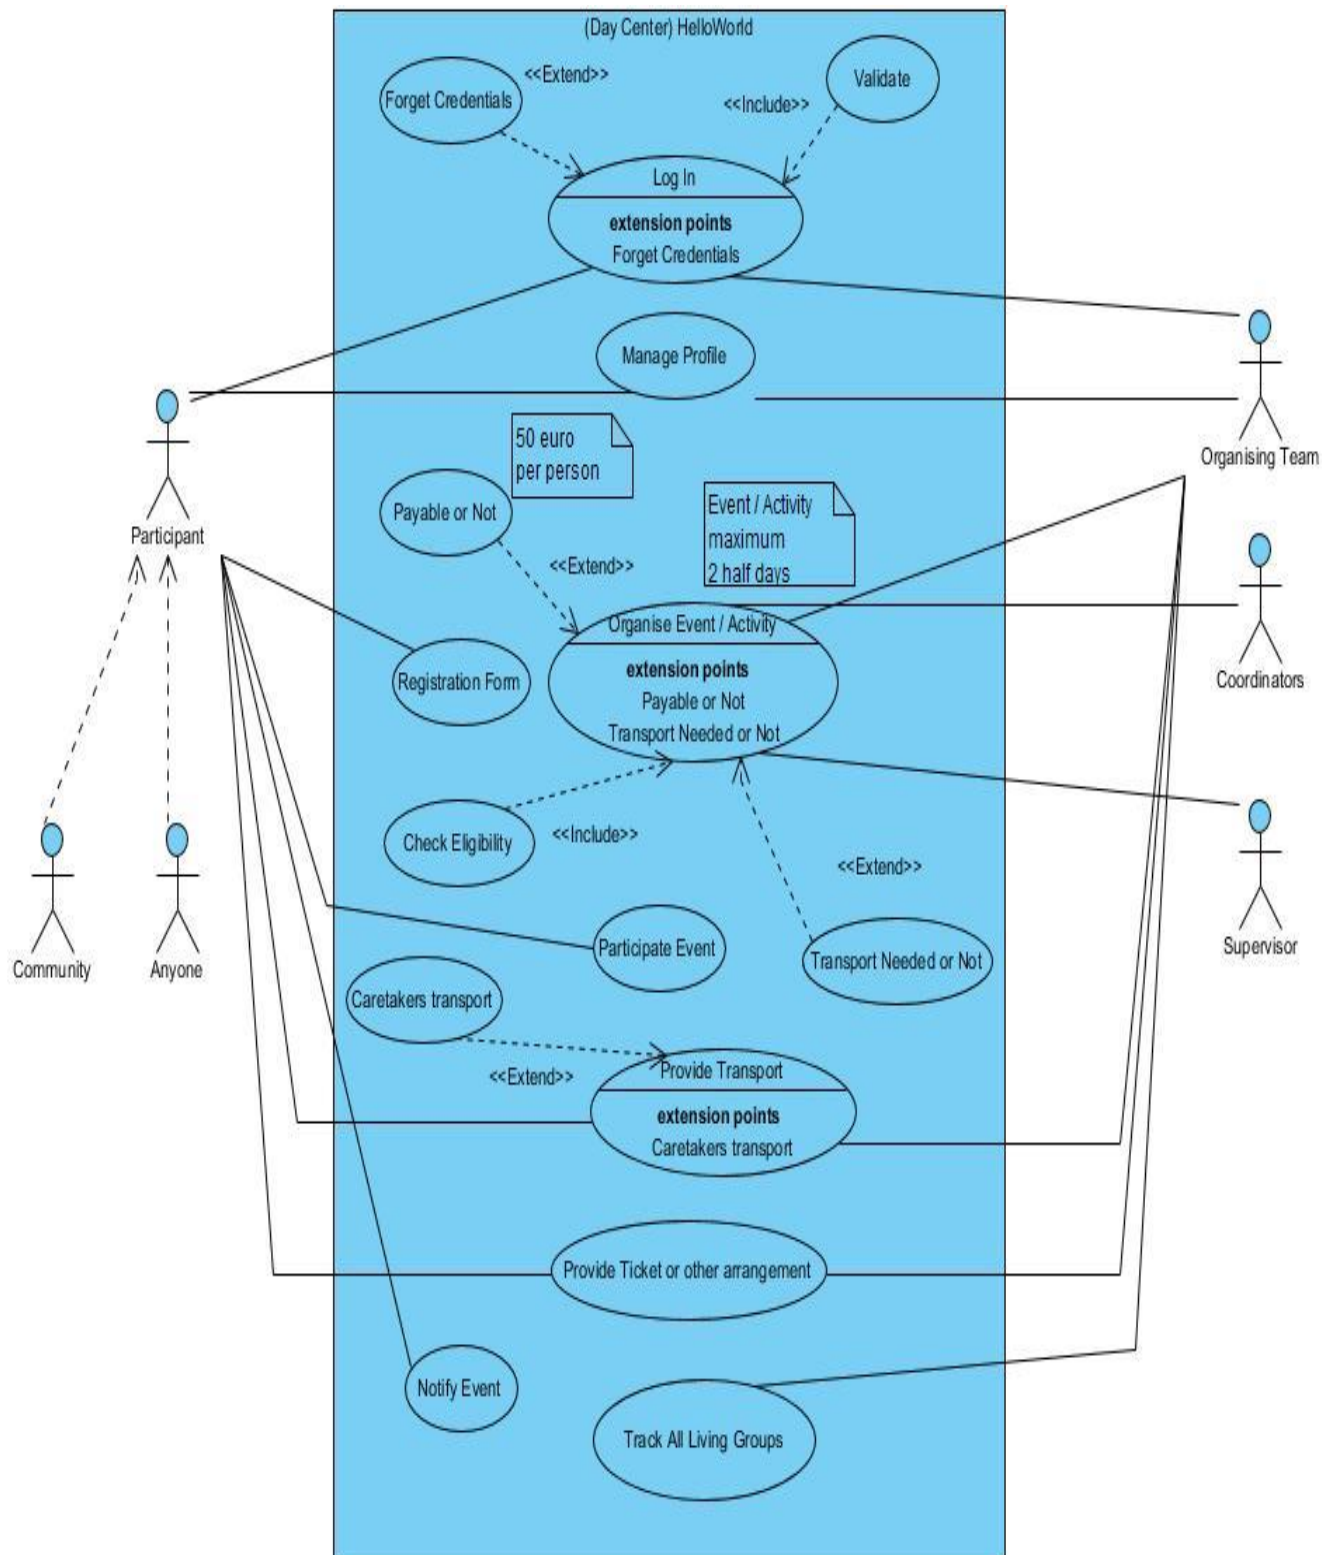 (Day Center) HelloWorld
<<Extend>>
Validate
Forget Credentials
<<Include>>
Log In
extension points
Forget Credentials
Manage Profile
50 euro
per person
Organising Team
Payable or Not
Event / Activity
maximum
2 half days
Participant
<<Extend>>
Organise Event / Activity
extension points
Payable or Not
Transport Needed or Not
Registration Form
Coordinators
<<Include>>
Check Eligibility
<<Extend>>
Participate Event
Transport Needed or Not
Supervisor
Community
Anyone
Caretakers transport
<<Extend>>
Provide Transport
extension points
Caretakers transport
Provide Ticket or other arrangement
Notify Event
Track All Living Groups